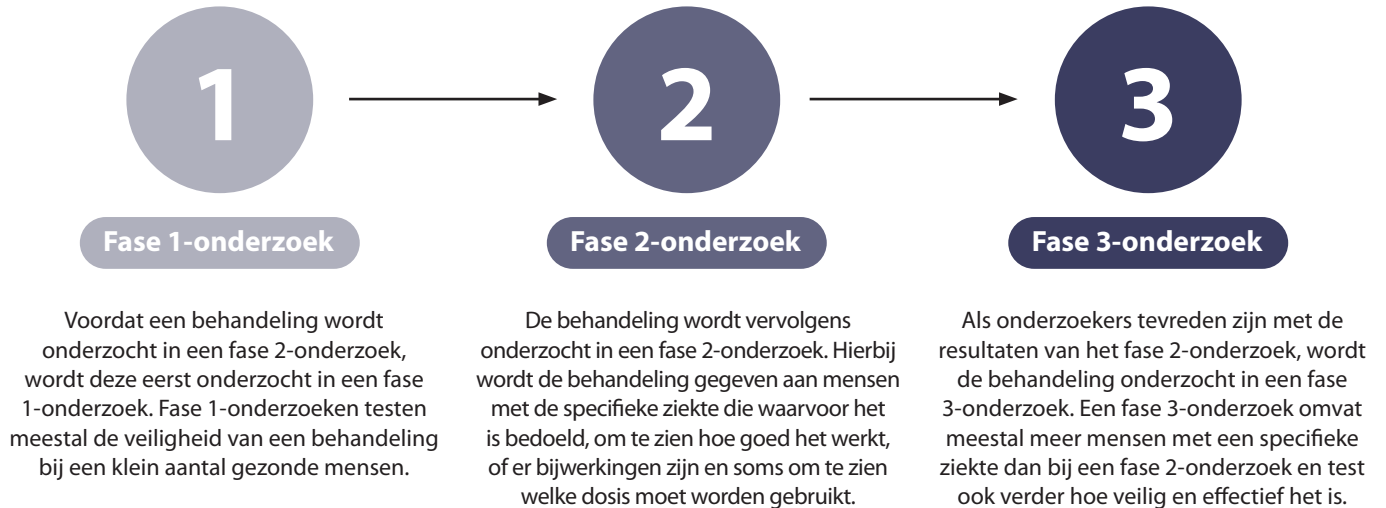 1
2
3
Fase 1-onderzoek
Voordat een behandeling wordt
onderzocht in een fase 2-onderzoek,
wordt deze eerst onderzocht in een fase
1-onderzoek. Fase 1-onderzoeken testen
meestal de veiligheid van een behandeling
bij een klein aantal gezonde mensen.
Fase 2-onderzoek
De behandeling wordt vervolgens
onderzocht in een fase 2-onderzoek. Hierbij
wordt de behandeling gegeven aan mensen
met de specifieke ziekte die waarvoor het
is bedoeld, om te zien hoe goed het werkt,
of er bijwerkingen zijn en soms om te zien
welke dosis moet worden gebruikt.
Fase 3-onderzoek
Als onderzoekers tevreden zijn met de
resultaten van het fase 2-onderzoek, wordt
de behandeling onderzocht in een fase
3-onderzoek. Een fase 3-onderzoek omvat
meestal meer mensen met een specifieke
ziekte dan bij een fase 2-onderzoek en test
ook verder hoe veilig en effectief het is.